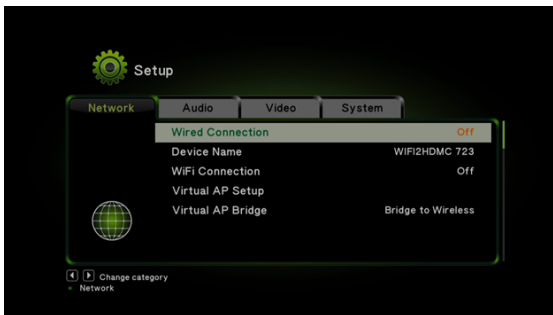 Setup
Network Audio Video System
Wired Connection Off
Device Name WIFI2HDMC 723
WiFi Connection Off
Virtual AP Setup
Virtual AP Bridge Bridge to Wireless
Change category
Network